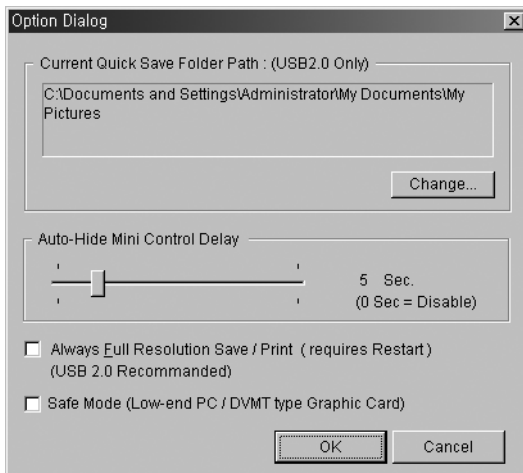 Option Dialog
Current Quick Save Folder Path : (USB2.0 Only)
C:\Documents and Settings\Administrator\My Documents\My
Pictures
Change...
Auto-Hide Mini Control Delay
5 Sec.
(0 Sec = Disable)
Always Full Resolution Save / Print ( requires Restart )
(USB 2.0 Recommanded)
Safe Mode (Low-end PC / DVMT type Graphic Card)
OK Cancel